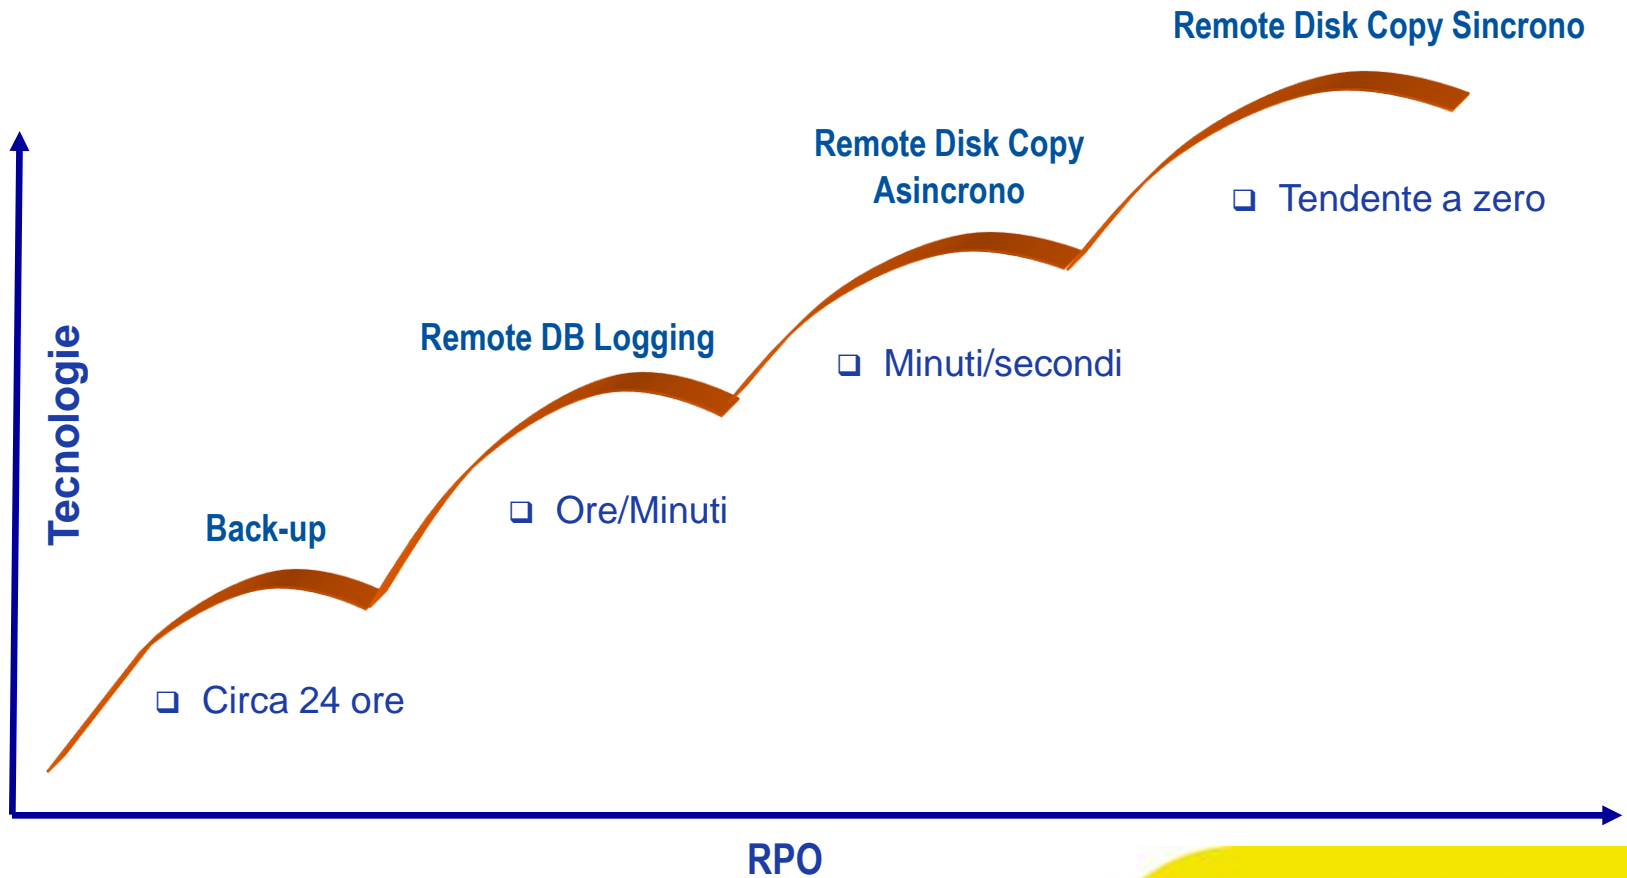 Remote Disk Copy Sincrono
Remote Disk Copy
Asincrono
❑ Tendente a zero
Remote DB Logging
❑ Minuti/secondi
Tecnologie
Back-up
❑ Ore/Minuti
❑ Circa 24 ore
RPO